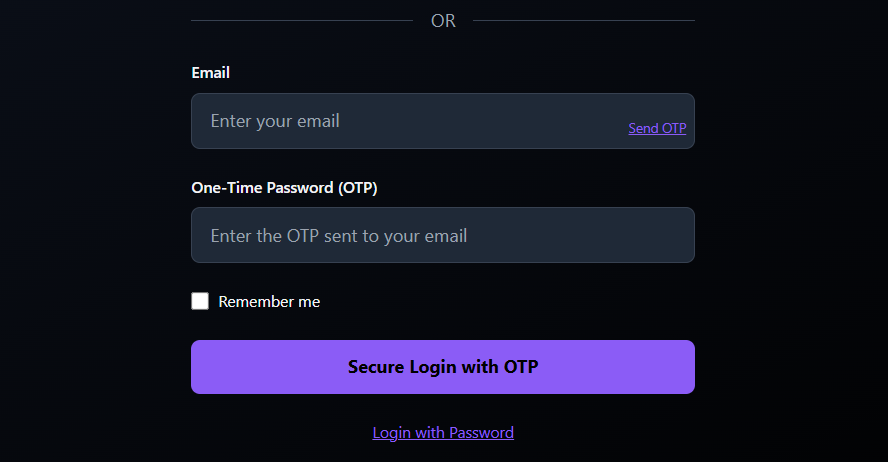 OR
Email
Enter your email
Send OTP
One-Time Password (OTP)
Enter the OTP sent to your email
Remember me
Secure Login with OTP
Login with Password